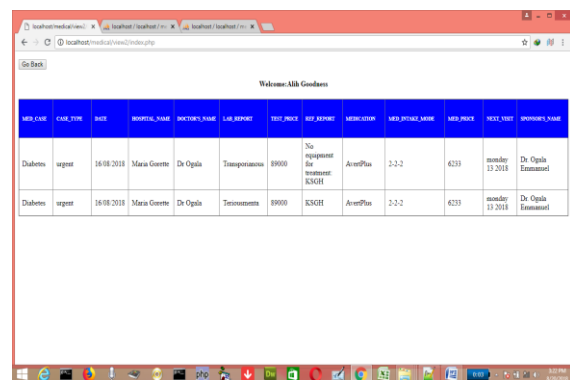 localhost/medical/view2/
localhost / localhost / m
localhost / localhost / m
localhost/medical/view2/index.php
Go Back
Welcome:Alih Goodness
MED_CASE CASE_TYPE DATE HOSPITAL_NAME DOCTOR'S_NAME LAB_REPORT TEST_PRICE REF_REPORT MEDICATION MED_INTAKE_MODE MED_PRICE NEXT_VISIT SPONSOR'S_NAME
Diabetes urgent 16/08/2018 Maria Gorette Dr Ogala 89000 No
equipment
for
treatment.
KSGH AvertPlus 2-2-2 6233 monday
13 2018 Dr. Ogala
Emmanuel
Diabetes urgent 16/08/2018 Maria Gorette Dr Ogala 89000 KSGH AvertPlus 2-2-2 6233 monday
13 2018 Dr. Ogala
Emmanuel
php
Dw
0:03